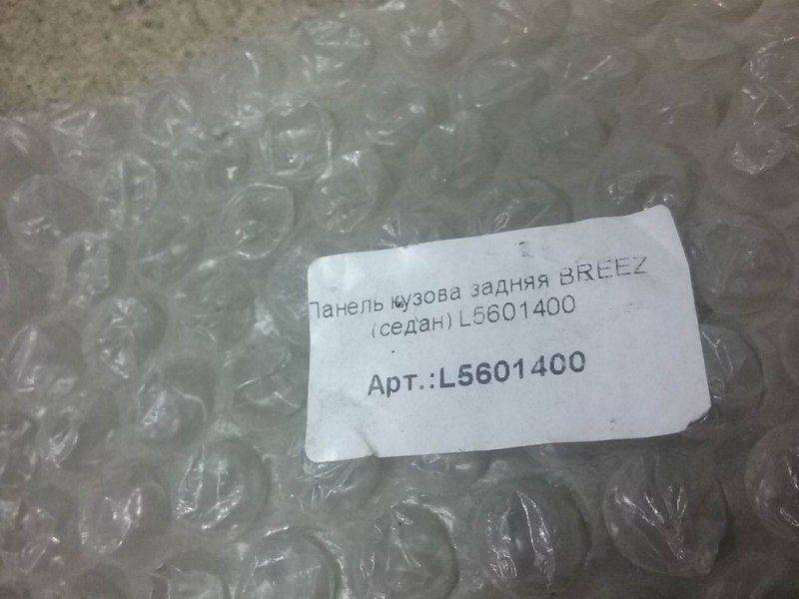 Панель кузова задняя BREEZ
(седан) L5601400
Арт.:L5601400